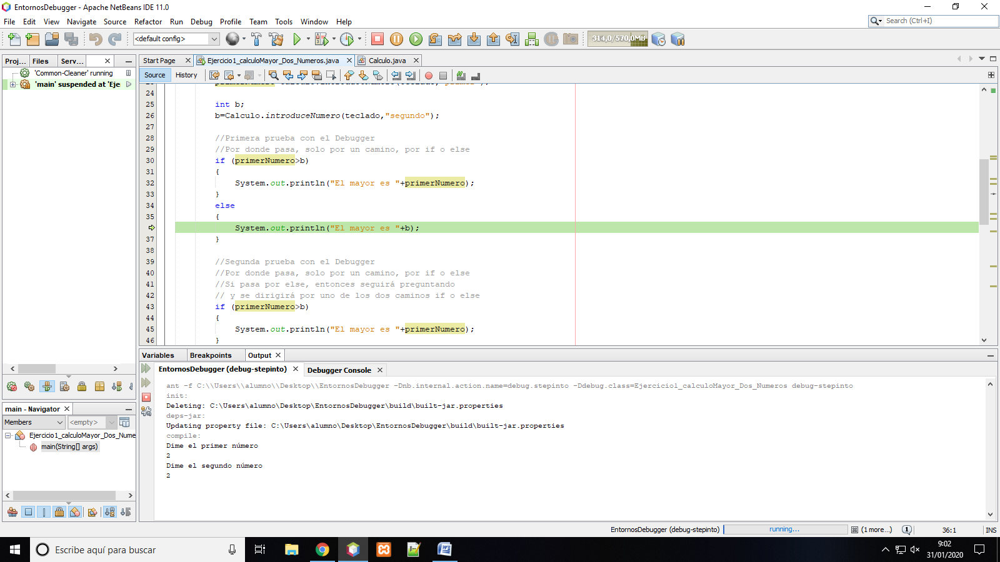 EntornosDebugger - Apache NetBeans IDE 11.0
File Edit View Navigate Source Refactor Run Debug Profile Team Tools Window Help
Search (Ctrl+I)
<default config>
314,0/570,0MB
Proj... Files Serv...
'Common-Cleaner' running
'main' suspended at 'Eje
Start Page Ejercicio1_calculoMayor_Dos_Numeros.java Calculo.java
Source History
24
25 int b;
26 b=Calculo.introduceNumero(teclado,"segundo");
27
28 //Primera prueba con el Debugger
29 //Por donde pasa, solo por un camino, por if o else
30 if (primerNumero>b)
31 {
32 System.out.println("El mayor es "+primerNumero);
33 }
34 else
35 {
System.out.println("El mayor es "+b);
37 }
38
39 //Segunda prueba con el Debugger
40 //Por donde pasa, solo por un camino, por if o else
41 //Si pasa por else, entonces seguirá preguntando
42 // y se dirigirá por uno de los dos caminos if o else
43 if (primerNumero>b)
44 {
45 System.out.println("El mayor es "+primerNumero);
46 }
main - Navigator
Members <empty>
Ejercicio1_calculoMayor_Dos_Nume
main(String[] args)
Variables Breakpoints Output
EntornosDebugger (debug-stepinto) Debugger Console
ant -f C:\\Users\\alumno\\Desktop\\EntornosDebugger -Dnb.internal.action.name=debug.stepinto -Ddebug.class=Ejercicio1_calculoMayor_Dos_Numeros debug-stepinto
init:
Deleting: C:\Users\alumno\Desktop\EntornosDebugger\build\built-jar.properties
deps-jar:
Updating property file: C:\Users\alumno\Desktop\EntornosDebugger\build\built-jar.properties
compile:
Dime el primer número
2
Dime el segundo número
2
EntornosDebugger (debug-stepinto) running... (1 more...) 1 36:1 INS
Escribe aquí para buscar
9:02
31/01/2020